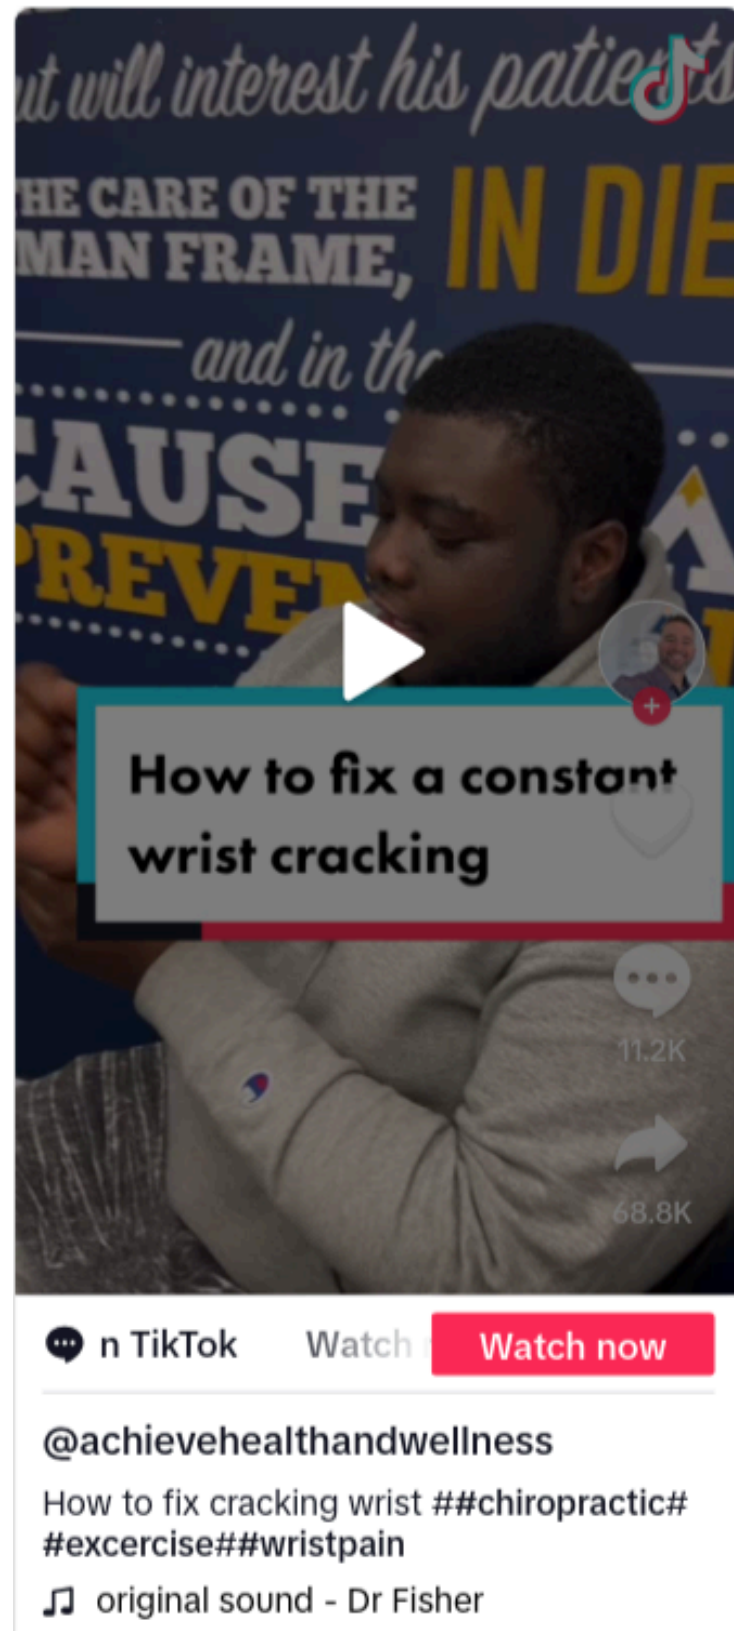 ut will interest his patients
HE CARE OF THE
MAN FRAME,
IN DIE
and in the
CAUSE
PREVEN
How to fix a constant
wrist cracking
11.2K
68.8K
n TikTok
Watch
Watch now
@achievehealthandwellness
How to fix cracking wrist ##chiropractic#
#excercise##wristpain
original sound - Dr Fisher